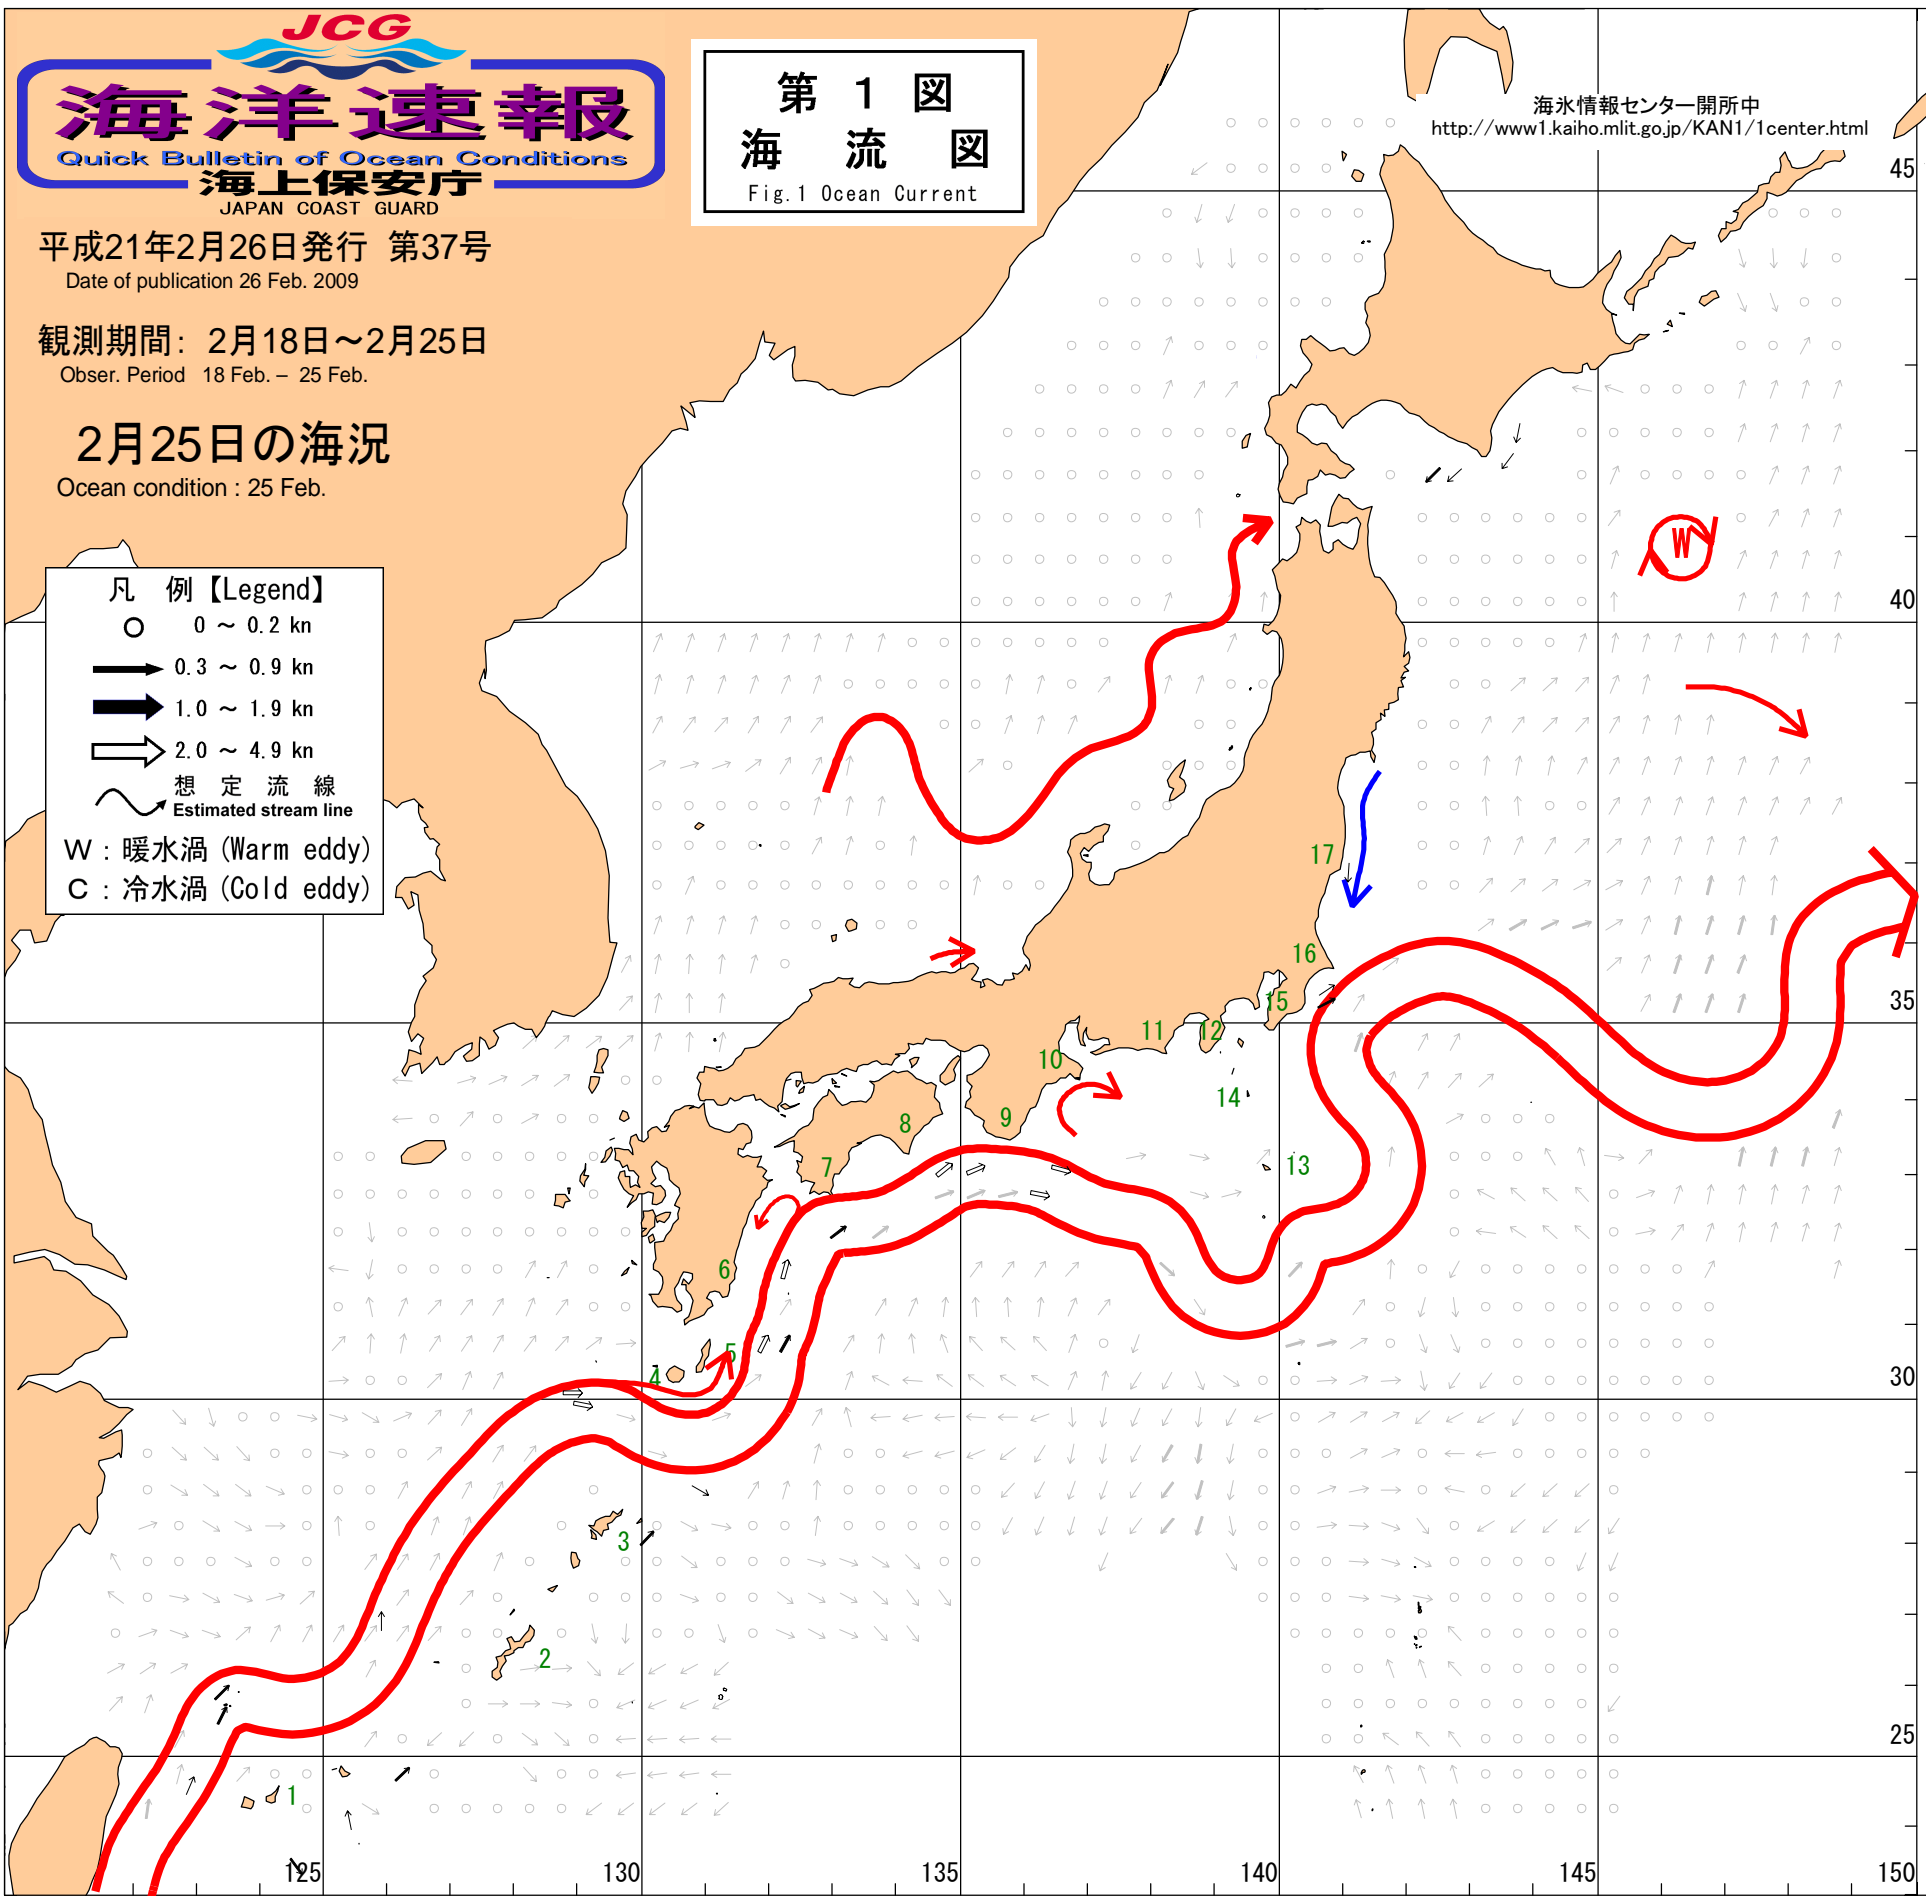 JCG
海洋速報
Quick Bulletin of Ocean Conditions
海上保安庁
JAPAN COAST GUARD
平成21年2月26日発行 第37号
Date of publication 26 Feb. 2009
観測期間: 2月18日~2月25日
Obser. Period 18 Feb. – 25 Feb.
2月25日の海況
Ocean condition : 25 Feb.
第 1 図
海 流 図
Fig.1 Ocean Current
海氷情報センター開所中
http://www1.kaiho.mlit.go.jp/KAN1/1center.html
凡 例【Legend】
0 ~ 0.2 kn
0.3 ~ 0.9 kn
1.0 ~ 1.9 kn
2.0 ~ 4.9 kn
想 定 流 線
Estimated stream line
W : 暖水渦 (Warm eddy)
C : 冷水渦 (Cold eddy)
45
W
40
17
16
35
15
12
11
10
14
9
8
7
13
6
5
4
30
3
2
25
1
125
130
135
140
145
150